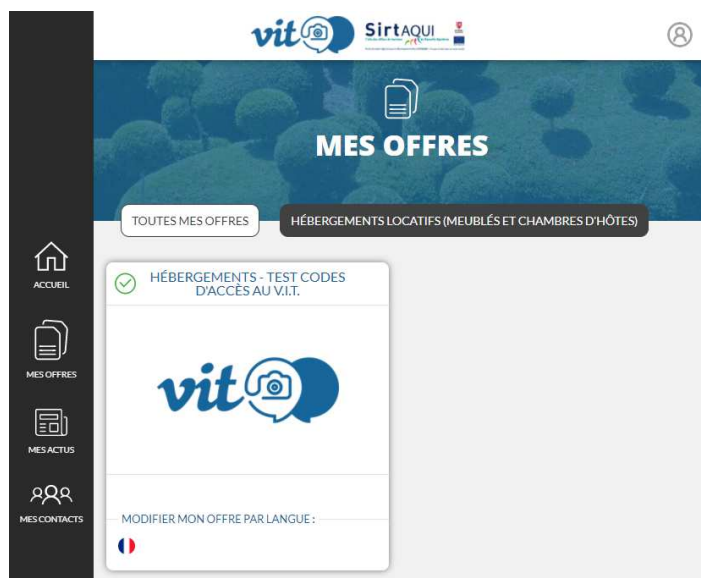 vit
SirtAQUI
MES OFFRES
TOUTES MES OFFRES
HÉBERGEMENTS LOCATIFS (MEUBLÉS ET CHAMBRES D'HÔTES)
ACCUEIL
MES OFFRES
MES ACTUS
MES CONTACTS
HÉBERGEMENTS - TEST CODES
D'ACCÈS AU V.I.T.
vit
MODIFIER MON OFFRE PAR LANGUE :